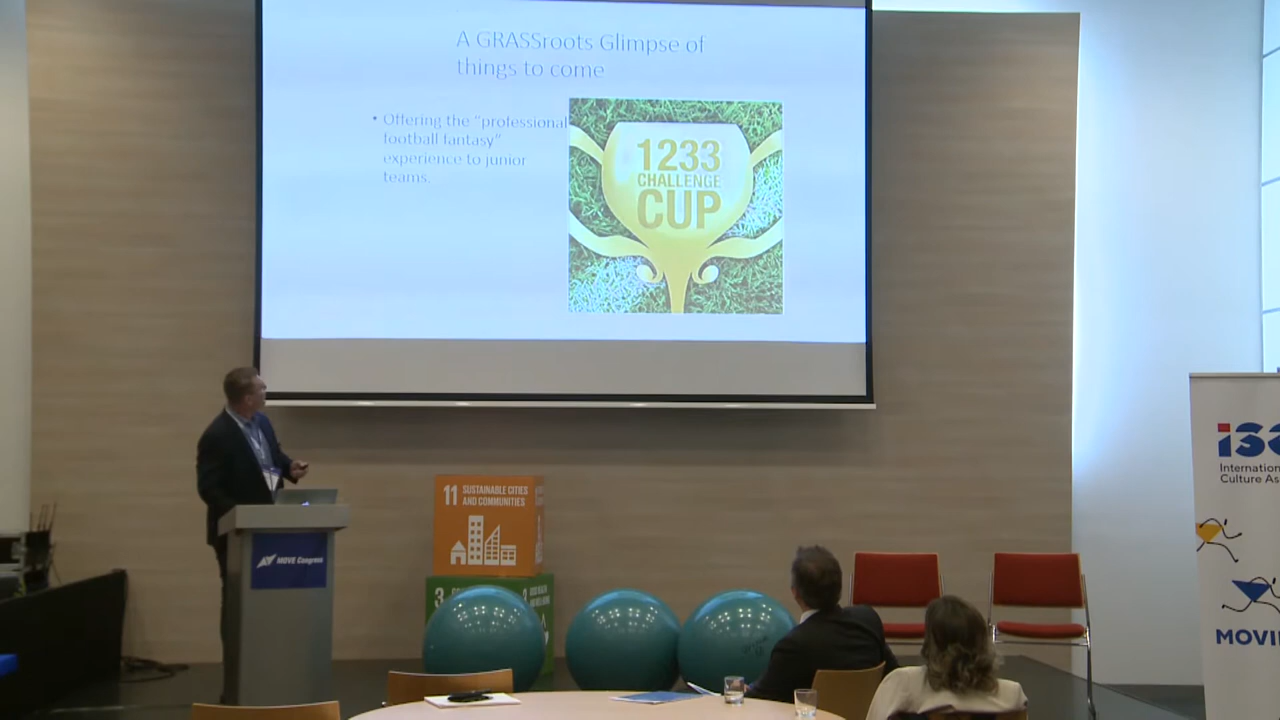 A GRASSroots Glimpse of
things to come
• Offering the "professional
football fantasy"
experience to junior
teams.
1233
CHALLENGE
CUP
11 SUSTAINABLE CITIES
AND COMMUNITIES
3
MOVE Congress
Internation
Culture As
MOVI